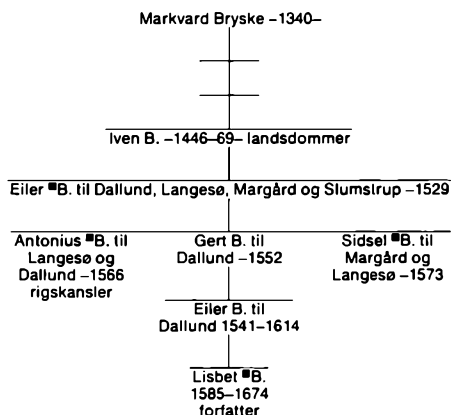 Markvard Bryske –1340–
Iven B. –1446–69– landsdommer
Eiler ■B. til Dallund, Langesø, Margård og Slumstrup –1529
Antonius ■B. til
Langesø og
Dallund –1566
rigskansler
Gert B. til
Dallund –1552
Sidsel ■B. til
Margård og
Langesø –1573
Eiler B. til
Dallund 1541–1614
Lisbet ■B.
1585–1674
forfatter